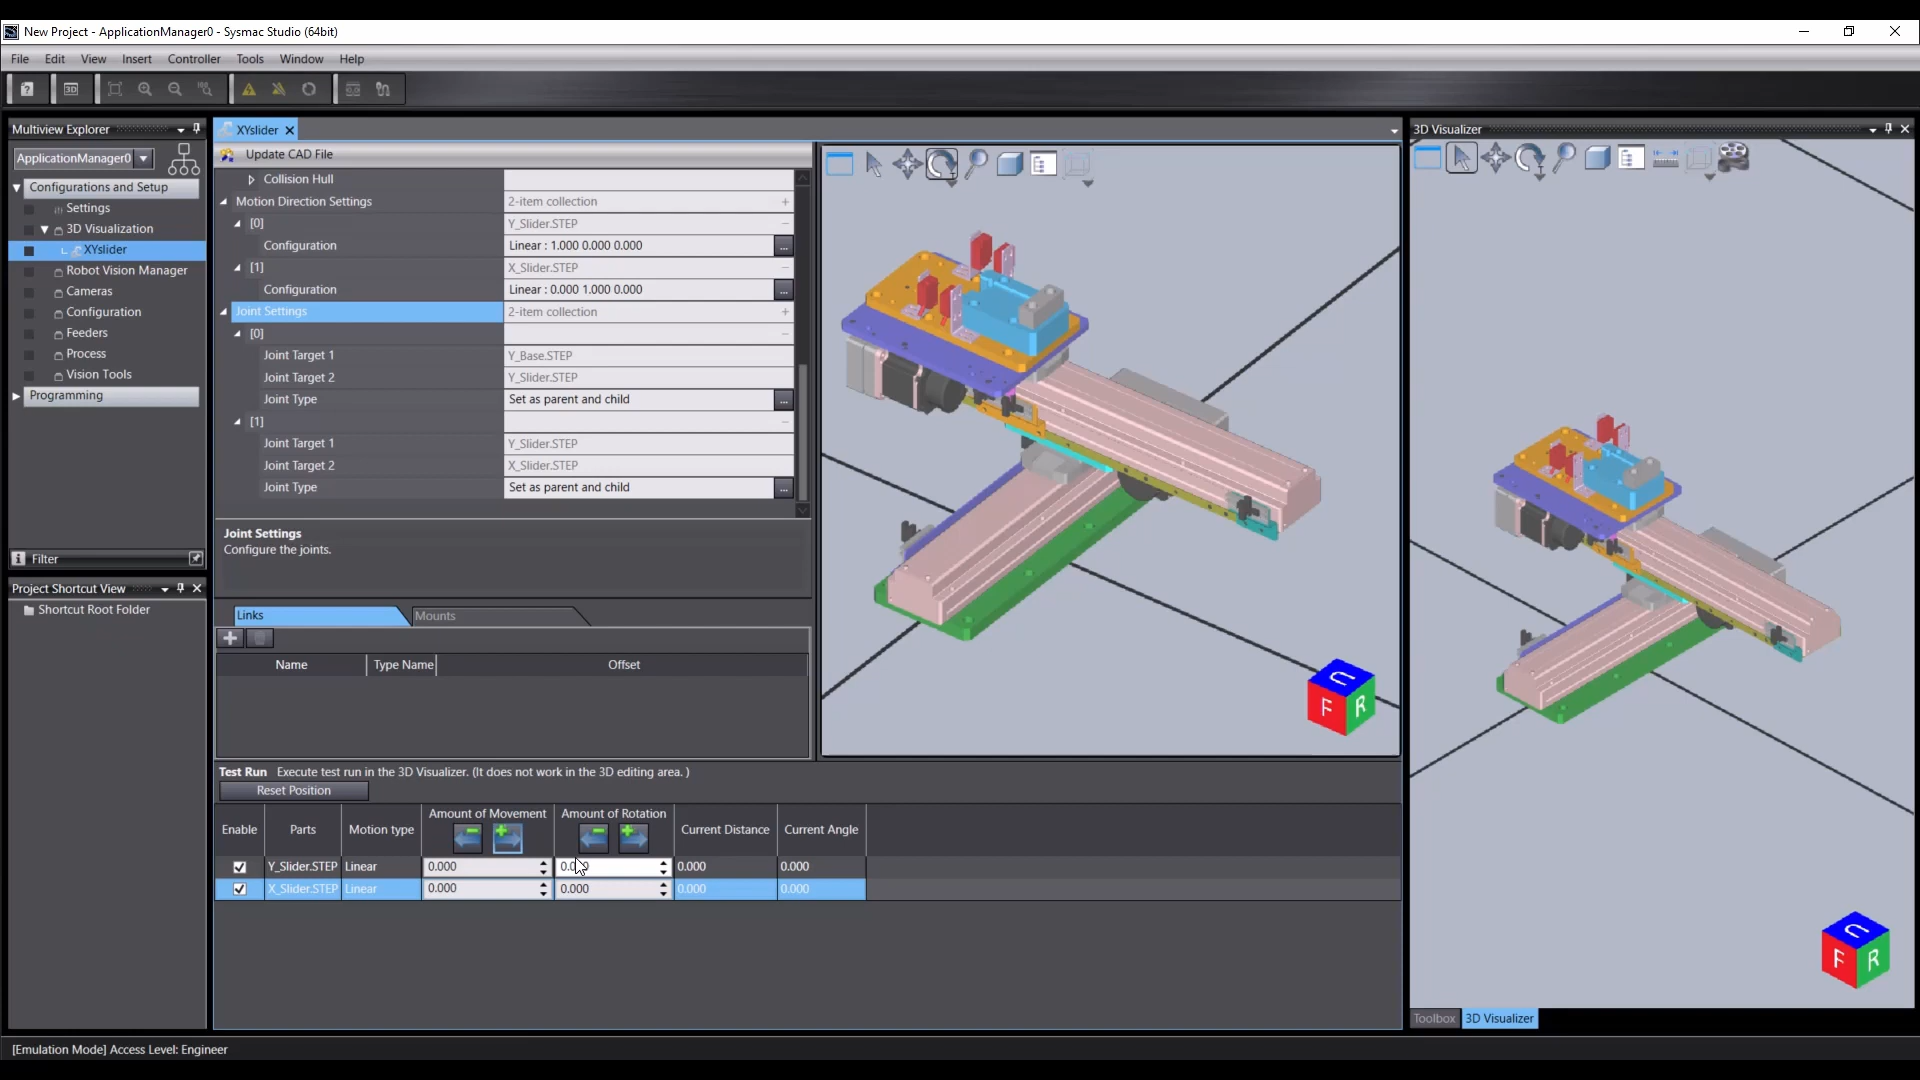 New Project - ApplicationManager0 - Sysmac Studio (64bit)
File Edit View Insert Controller Tools Window Help
3D
Multiview Explorer
ApplicationManager0
Configurations and Setup
Settings
3D Visualization
XYslider
Robot Vision Manager
Cameras
Configuration
Feeders
Process
Vision Tools
Programming
Filter
Project Shortcut View
Shortcut Root Folder
XYslider
Update CAD File
Collision Hull
Motion Direction Settings 2-item collection +
[0] Y_Slider.STEP -
Configuration Linear : 1.000 0.000 0.000 ...
[1] X_Slider.STEP -
Configuration Linear : 0.000 1.000 0.000 ...
Joint Settings 2-item collection +
[0] -
Joint Target 1 Y_Base.STEP
Joint Target 2 Y_Slider.STEP
Joint Type Set as parent and child ...
[1] -
Joint Target 1 Y_Slider.STEP
Joint Target 2 X_Slider.STEP
Joint Type Set as parent and child ...
Joint Settings
Configure the joints.
Links Mounts
Name Type Name Offset
U
F R
Test Run Execute test run in the 3D Visualizer. (It does not work in the 3D editing area. )
Reset Position
Enable Parts Motion type Amount of Movement Amount of Rotation Current Distance Current Angle
Y_Slider.STEP Linear 0.000 0.000 0.000
X_Slider.STEP Linear 0.000 0.000 0.000 0.000
3D Visualizer
U
F R
Toolbox 3D Visualizer
[Emulation Mode] Access Level: Engineer